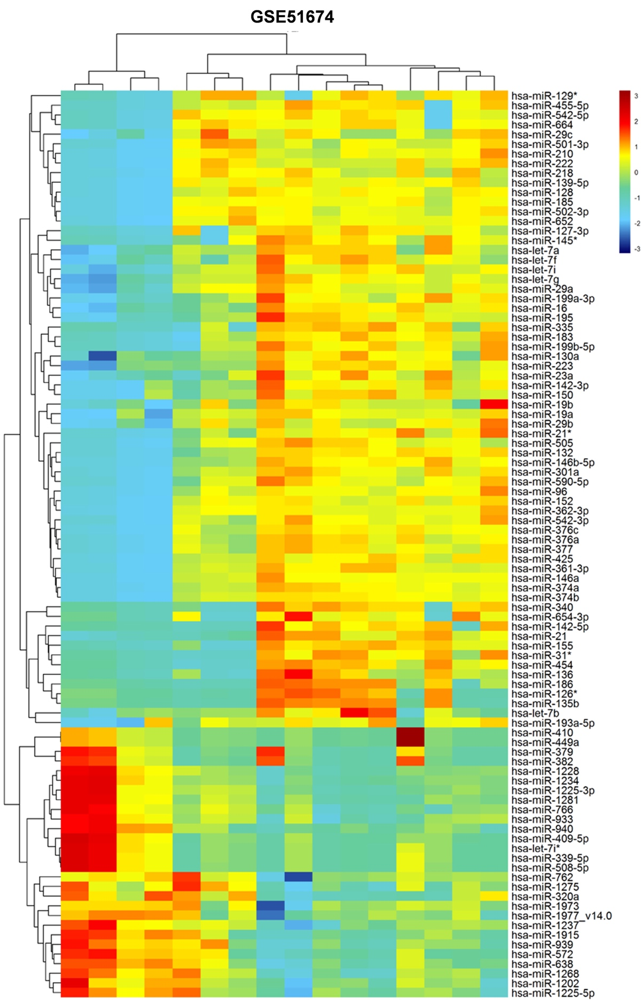 GSE51674
hsa-miR-129*
hsa-miR-455-5p
hsa-miR-542-5p
hsa-miR-664
hsa-miR-29c
hsa-miR-501-3p
hsa-miR-210
hsa-miR-222
hsa-miR-218
hsa-miR-139-5p
hsa-miR-128
hsa-miR-185
hsa-miR-502-3p
hsa-miR-652
hsa-miR-127-3p
hsa-miR-145*
hsa-let-7a
hsa-let-7f
hsa-let-7i
hsa-let-7g
hsa-miR-29a
hsa-miR-199a-3p
hsa-miR-16
hsa-miR-195
hsa-miR-335
hsa-miR-183
hsa-miR-199b-5p
hsa-miR-130a
hsa-miR-223
hsa-miR-23a
hsa-miR-142-3p
hsa-miR-150
hsa-miR-19b
hsa-miR-19a
hsa-miR-29b
hsa-miR-21*
hsa-miR-505
hsa-miR-132
hsa-miR-146b-5p
hsa-miR-301a
hsa-miR-590-5p
hsa-miR-96
hsa-miR-152
hsa-miR-362-3p
hsa-miR-542-3p
hsa-miR-376c
hsa-miR-376a
hsa-miR-377
hsa-miR-425
hsa-miR-361-3p
hsa-miR-146a
hsa-miR-374a
hsa-miR-374b
hsa-miR-340
hsa-miR-654-3p
hsa-miR-142-5p
hsa-miR-21
hsa-miR-155
hsa-miR-31*
hsa-miR-454
hsa-miR-136
hsa-miR-186
hsa-miR-126*
hsa-miR-135b
hsa-let-7b
hsa-miR-193a-5p
hsa-miR-410
hsa-miR-449a
hsa-miR-379
hsa-miR-382
hsa-miR-1228
hsa-miR-1234
hsa-miR-1225-3p
hsa-miR-1281
hsa-miR-766
hsa-miR-933
hsa-miR-940
hsa-miR-409-5p
hsa-let-7i*
hsa-miR-339-5p
hsa-miR-508-5p
hsa-miR-762
hsa-miR-1275
hsa-miR-320a
hsa-miR-1973
hsa-miR-1977_v14.0
hsa-miR-1237
hsa-miR-1915
hsa-miR-939
hsa-miR-572
hsa-miR-638
hsa-miR-1268
hsa-miR-1202
hsa-miR-1225-5p
3
2
1
0
-1
-2
-3